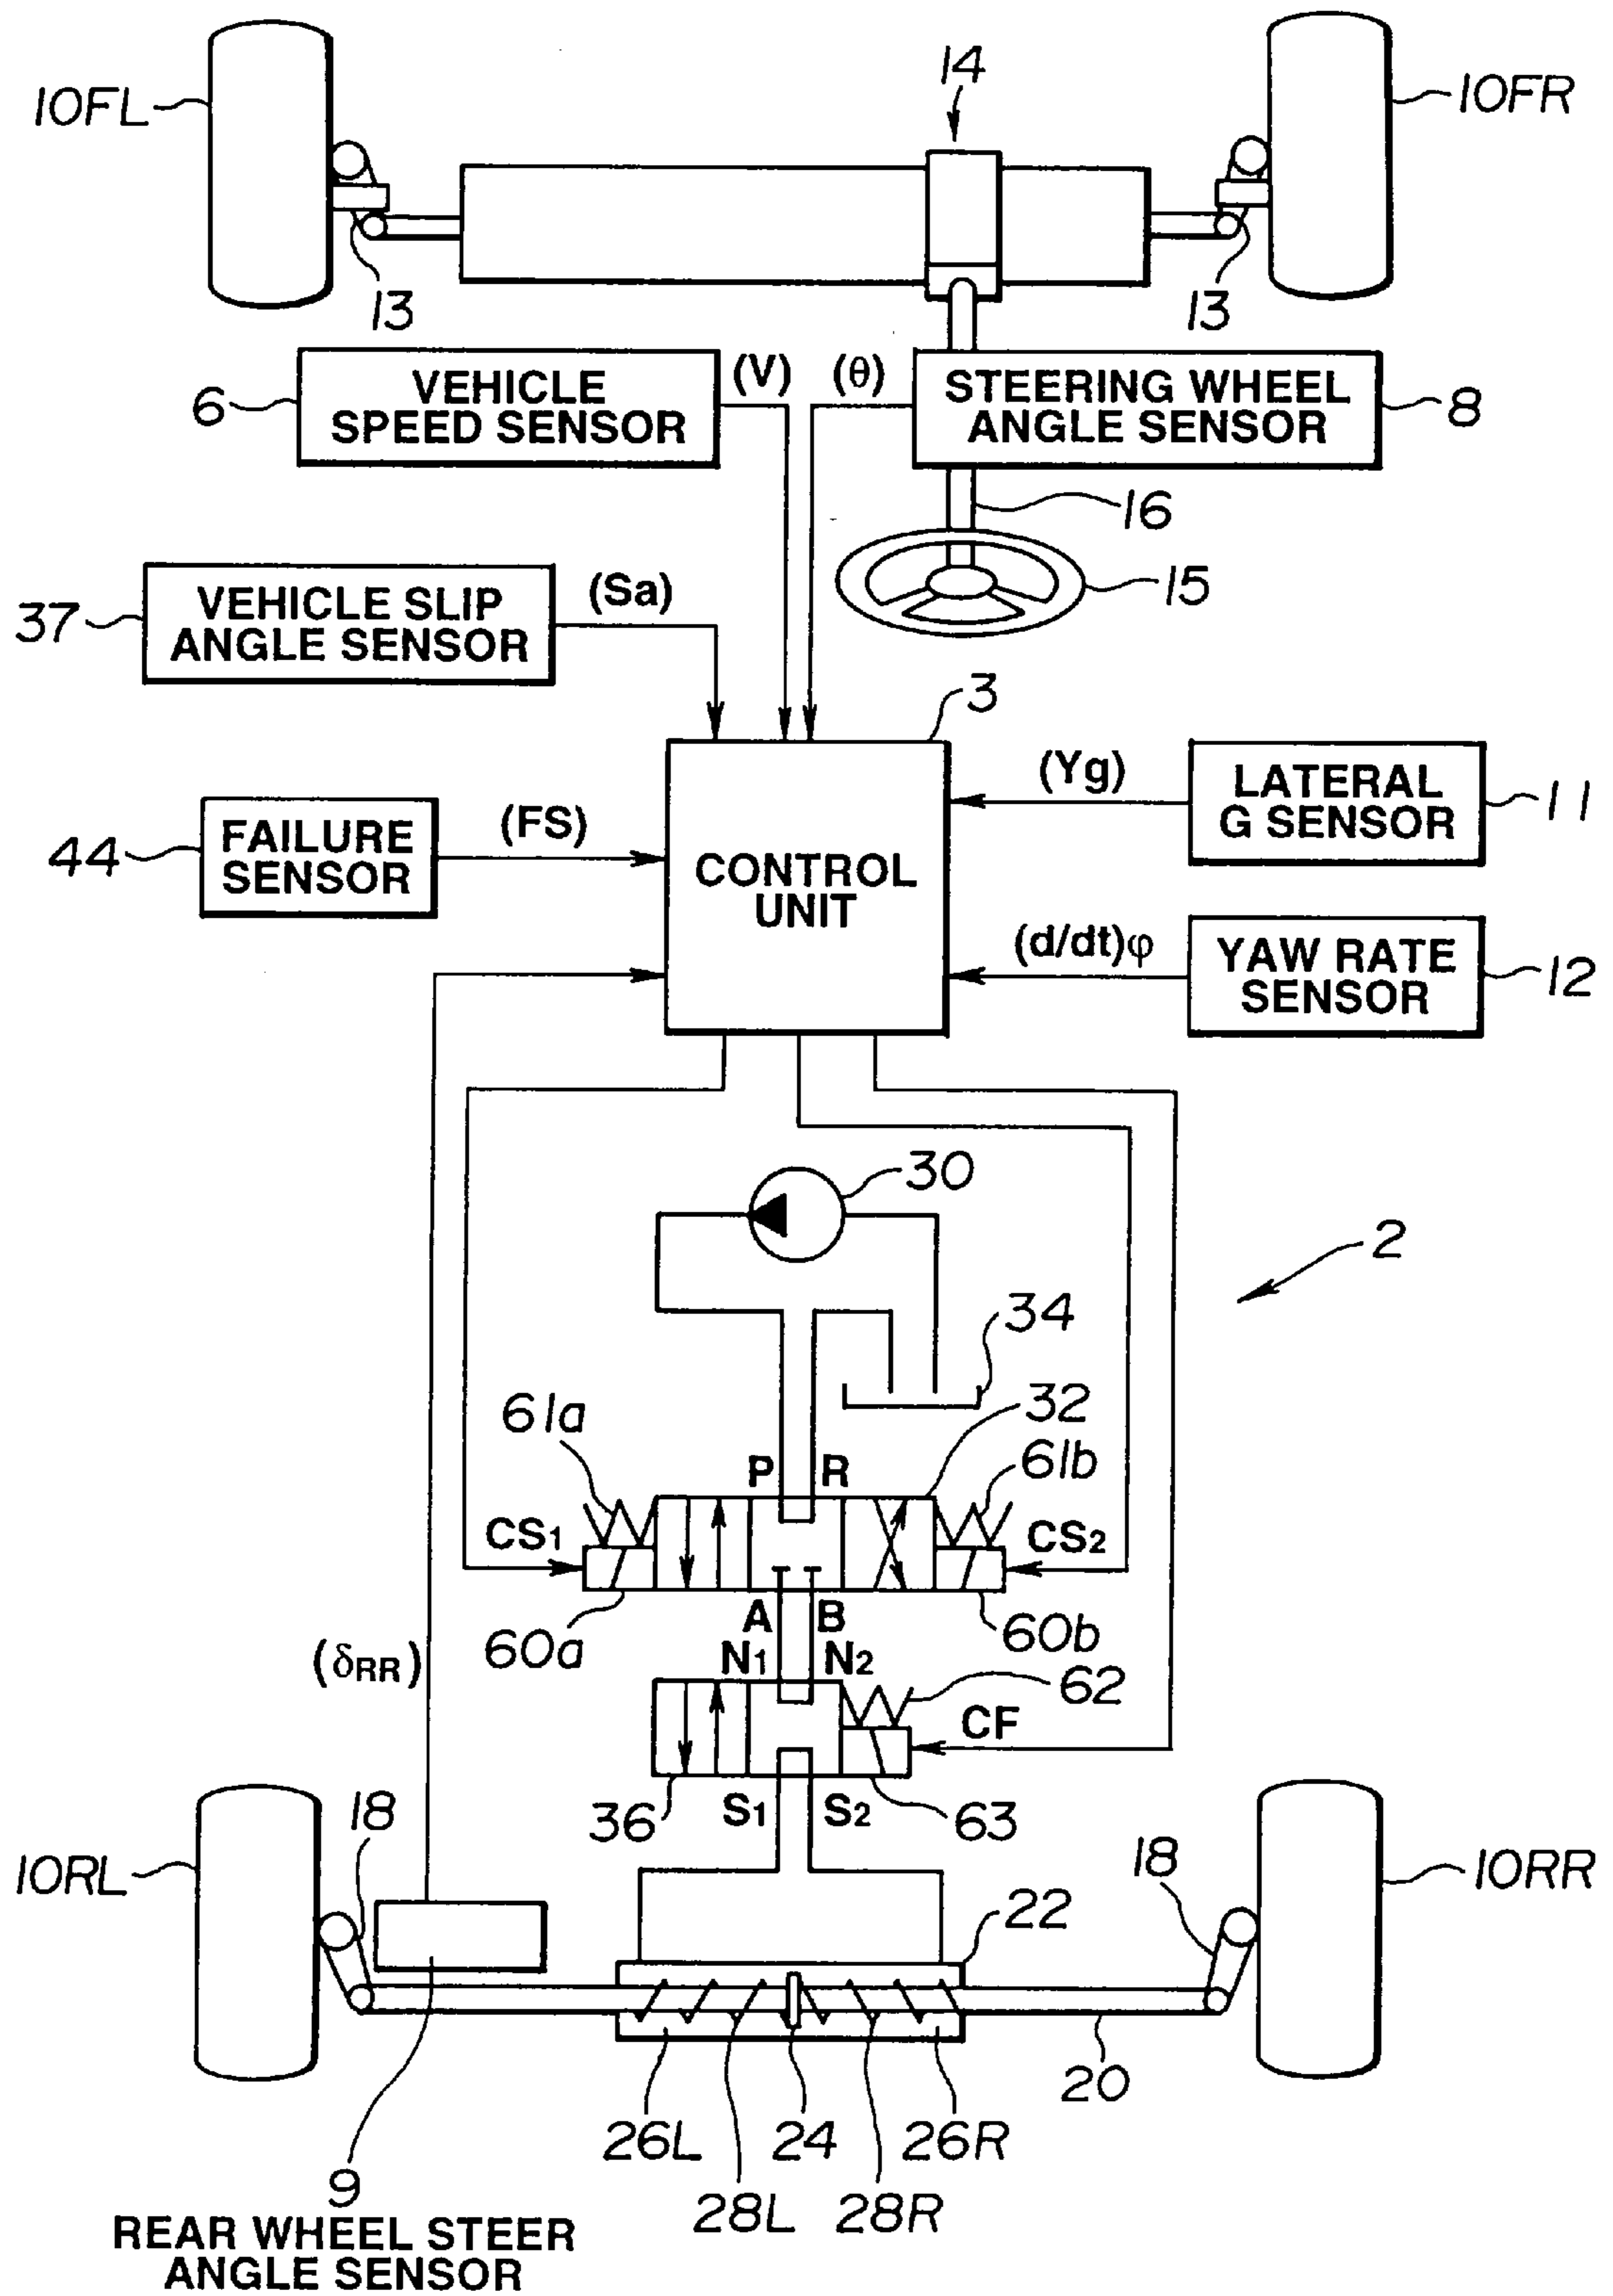 14
10FL
10FR
13
13
6
VEHICLE
SPEED SENSOR
(V)
(θ)
STEERING WHEEL
ANGLE SENSOR
8
16
15
37
VEHICLE SLIP
ANGLE SENSOR
(Sa)
3
44
FAILURE
SENSOR
(FS)
CONTROL
UNIT
(Yg)
LATERAL
G SENSOR
11
(d/dt)φ
YAW RATE
SENSOR
12
30
2
34
61a
32
61b
P R
CS1
CS2
A B
60a
60b
N1 N2
(δRR)
62
CF
36
S1 S2
63
10RL
18
18
10RR
22
20
26L
24
26R
28L
28R
9
REAR WHEEL STEER
ANGLE SENSOR